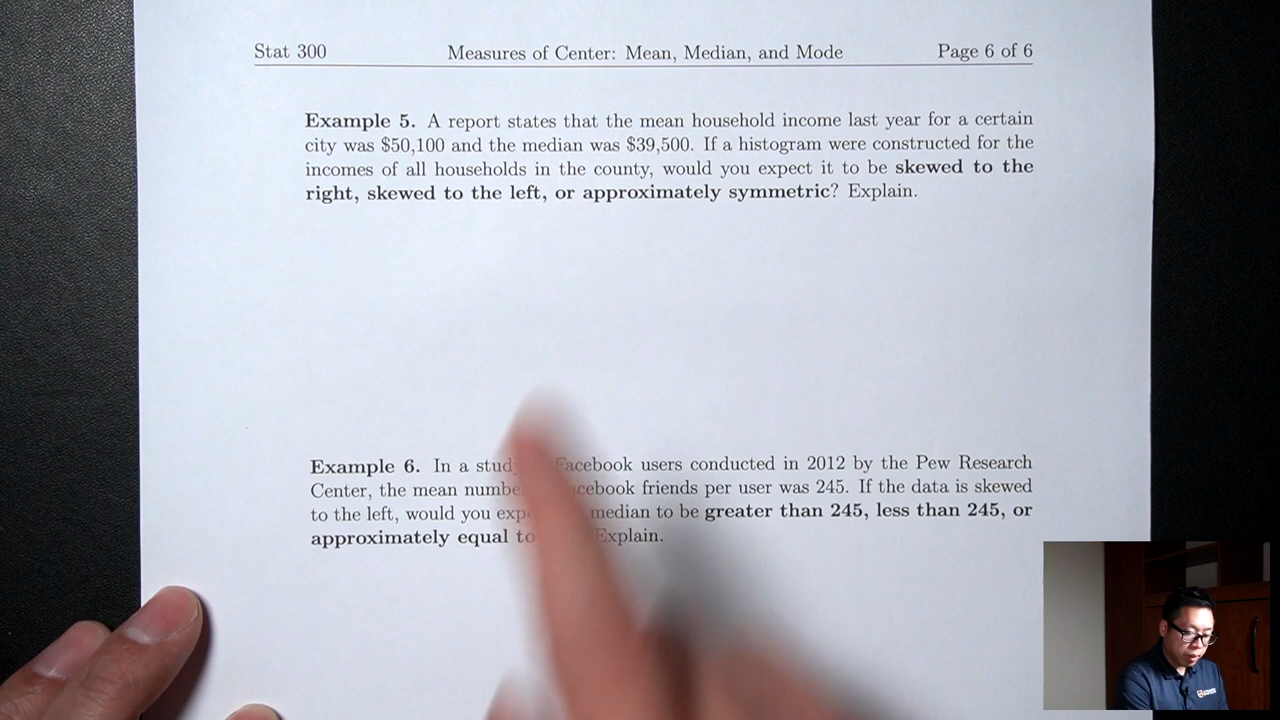 Stat 300 Measures of Center: Mean, Median, and Mode Page 6 of 6
Example 5. A report states that the mean household income last year for a certain
city was $50,100 and the median was $39,500. If a histogram were constructed for the
incomes of all households in the county, would you expect it to be skewed to the
right, skewed to the left, or approximately symmetric? Explain.
Example 6. In a Facebook users conducted in 2012 by the Pew Research
Center, the mean friends per user was 245. If the data is skewed
to the left, would you median to be greater than 245, less than 245, or
approximately equal to Explain.